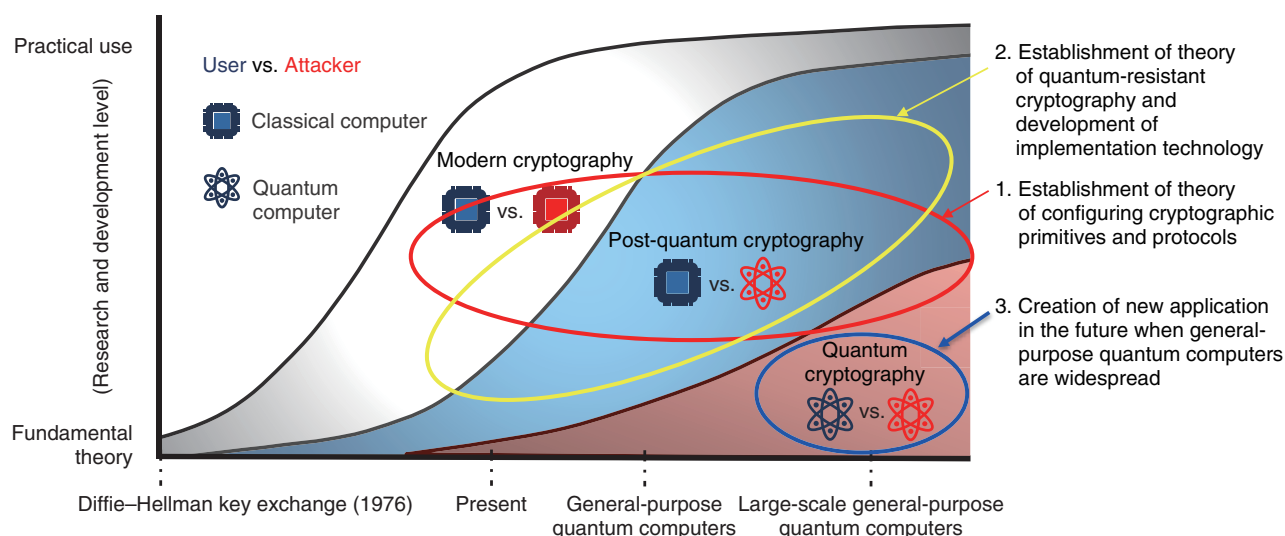 Practical use
(Research and development level)
Fundamental
theory
User vs. Attacker
Classical computer
Quantum
computer
Modern cryptography
vs.
Post-quantum cryptography
vs.
Quantum
cryptography
vs.
2. Establishment of theory
of quantum-resistant
cryptography and
development of
implementation technology
1. Establishment of theory
of configuring cryptographic
primitives and protocols
3. Creation of new application
in the future when general-
purpose quantum computers
are widespread
Diffie–Hellman key exchange (1976)
Present
General-purpose
quantum computers
Large-scale general-purpose
quantum computers